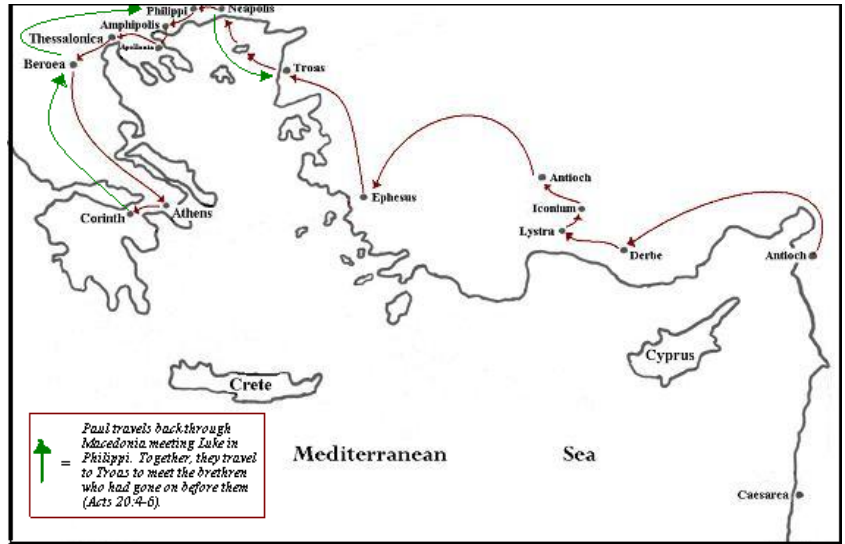 Philippi
Neapolis
Amphipolis
Thessalonica
Apollonia
Beroea
Troas
Antioch
Ephesus
Iconium
Corinth
Athens
Lystra
Derbe
Antioch
Cyprus
Crete
Mediterranean Sea
Caesarea
=
Paul travels back through
Macedonia meeting Luke in
Philippi. Together, they travel
to Troas to meet the brethren
who had gone on before them
(Acts 20:4-6).